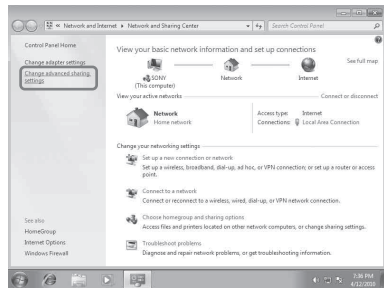 Network and Internet ▸ Network and Sharing Center
Search Control Panel
Control Panel Home
Change adapter settings
Change advanced sharing
settings
View your basic network information and set up connections
See full map
SONY
(This computer)
Network
Internet
View your active networks
Connect or disconnect
Network
Home network
Access type: Internet
Connections: Local Area Connection
Change your networking settings
Set up a new connection or network
Set up a wireless, broadband, dial-up, ad hoc, or VPN connection; or set up a router or access
point.
Connect to a network
Connect or reconnect to a wireless, wired, dial-up, or VPN network connection.
Choose homegroup and sharing options
Access files and printers located on other network computers, or change sharing settings.
Troubleshoot problems
Diagnose and repair network problems, or get troubleshooting information.
See also
HomeGroup
Internet Options
Windows Firewall
7:36 PM
4/12/2010